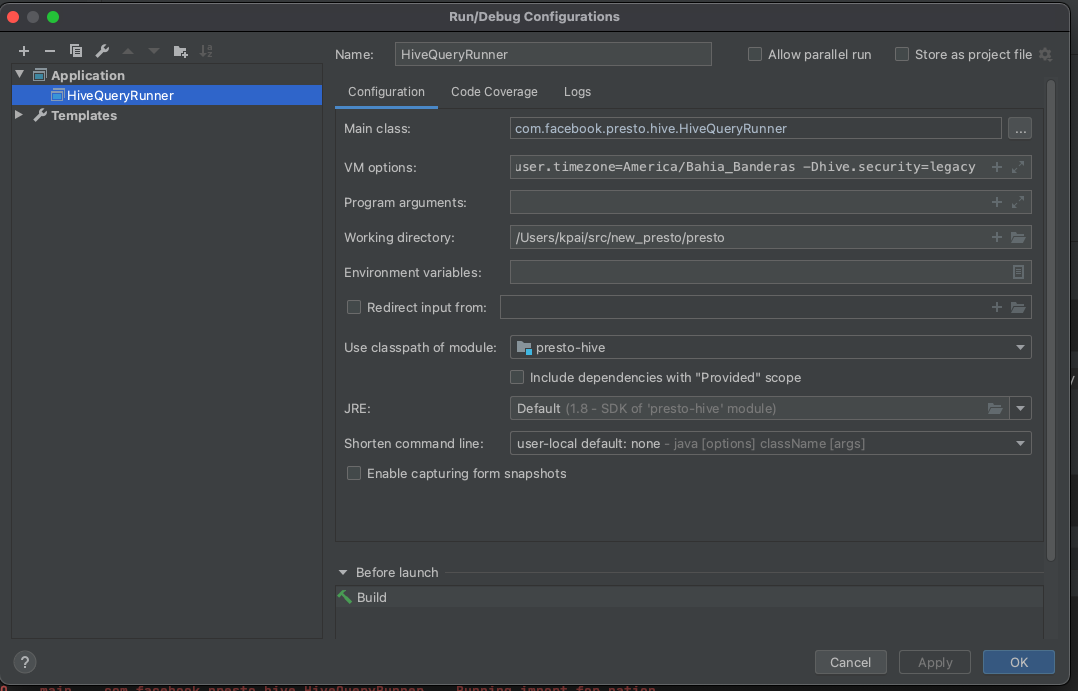 Run/Debug Configurations
Name: HiveQueryRunner Allow parallel run Store as project file
Application
HiveQueryRunner
Templates
Configuration Code Coverage Logs
Main class: com.facebook.presto.hive.HiveQueryRunner ...
VM options: user.timezone=America/Bahia_Banderas -Dhive.security=legacy
Program arguments:
Working directory: /Users/kpai/src/new_presto/presto
Environment variables:
Redirect input from:
Use classpath of module: presto-hive
Include dependencies with "Provided" scope
JRE: Default (1.8 - SDK of 'presto-hive' module)
Shorten command line: user-local default: none - java [options] className [args]
Enable capturing form snapshots
Before launch
Build
? Cancel Apply OK
main com.facebook.presto.hive.HiveQueryRunner Running import for nation